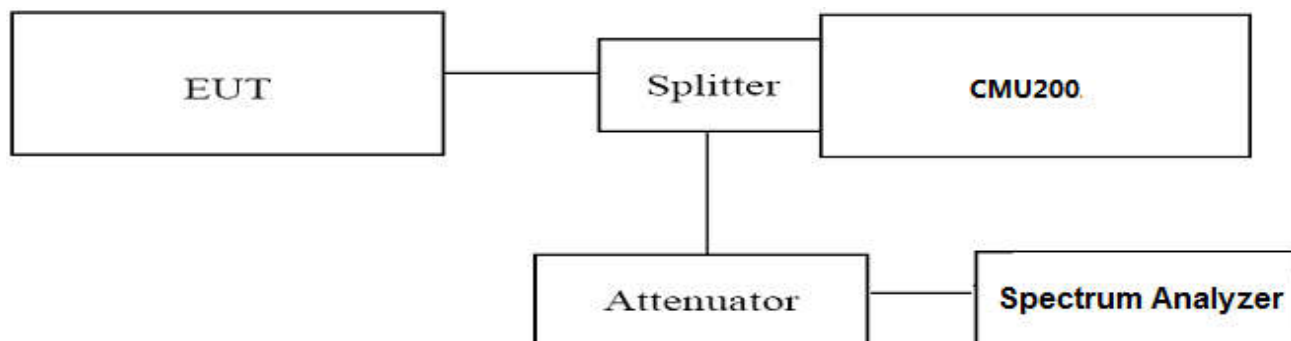 EUT
Splitter
CMU200
Attenuator
Spectrum Analyzer